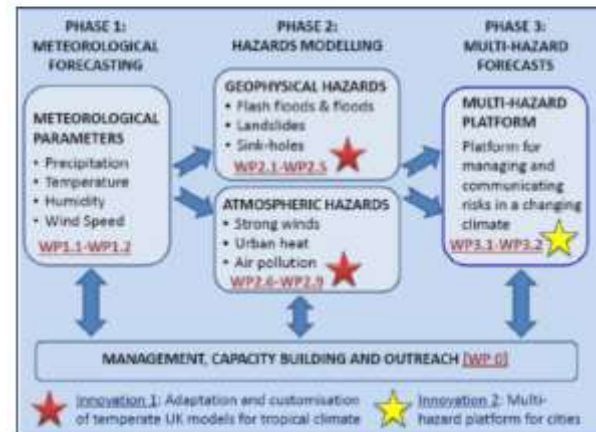 PHASE 1:
METEOROLOGICAL
FORECASTING
METEOROLOGICAL
PARAMETERS
• Precipitation
• Temperature
• Humidity
• Wind Speed
WP1.1-WP1.2
PHASE 2:
HAZARDS MODELLING
GEOPHYSICAL HAZARDS
• Flash floods & floods
• Landslides
• Sink-holes
WP2.1-WP2.5
ATMOSPHERIC HAZARDS
• Strong winds
• Urban heat
• Air pollution
WP2.6-WP2.9
PHASE 3:
MULTI-HAZARD
FORECASTS
MULTI-HAZARD
PLATFORM
Platform for
managing and
communicating
risks in a changing
climate
WP3.1-WP3.2
MANAGEMENT, CAPACITY BUILDING AND OUTREACH [WP 0]
Innovation 1: Adaptation and customisation
of temperate UK models for tropical climate
Innovation 2: Multi-
hazard platform for cities